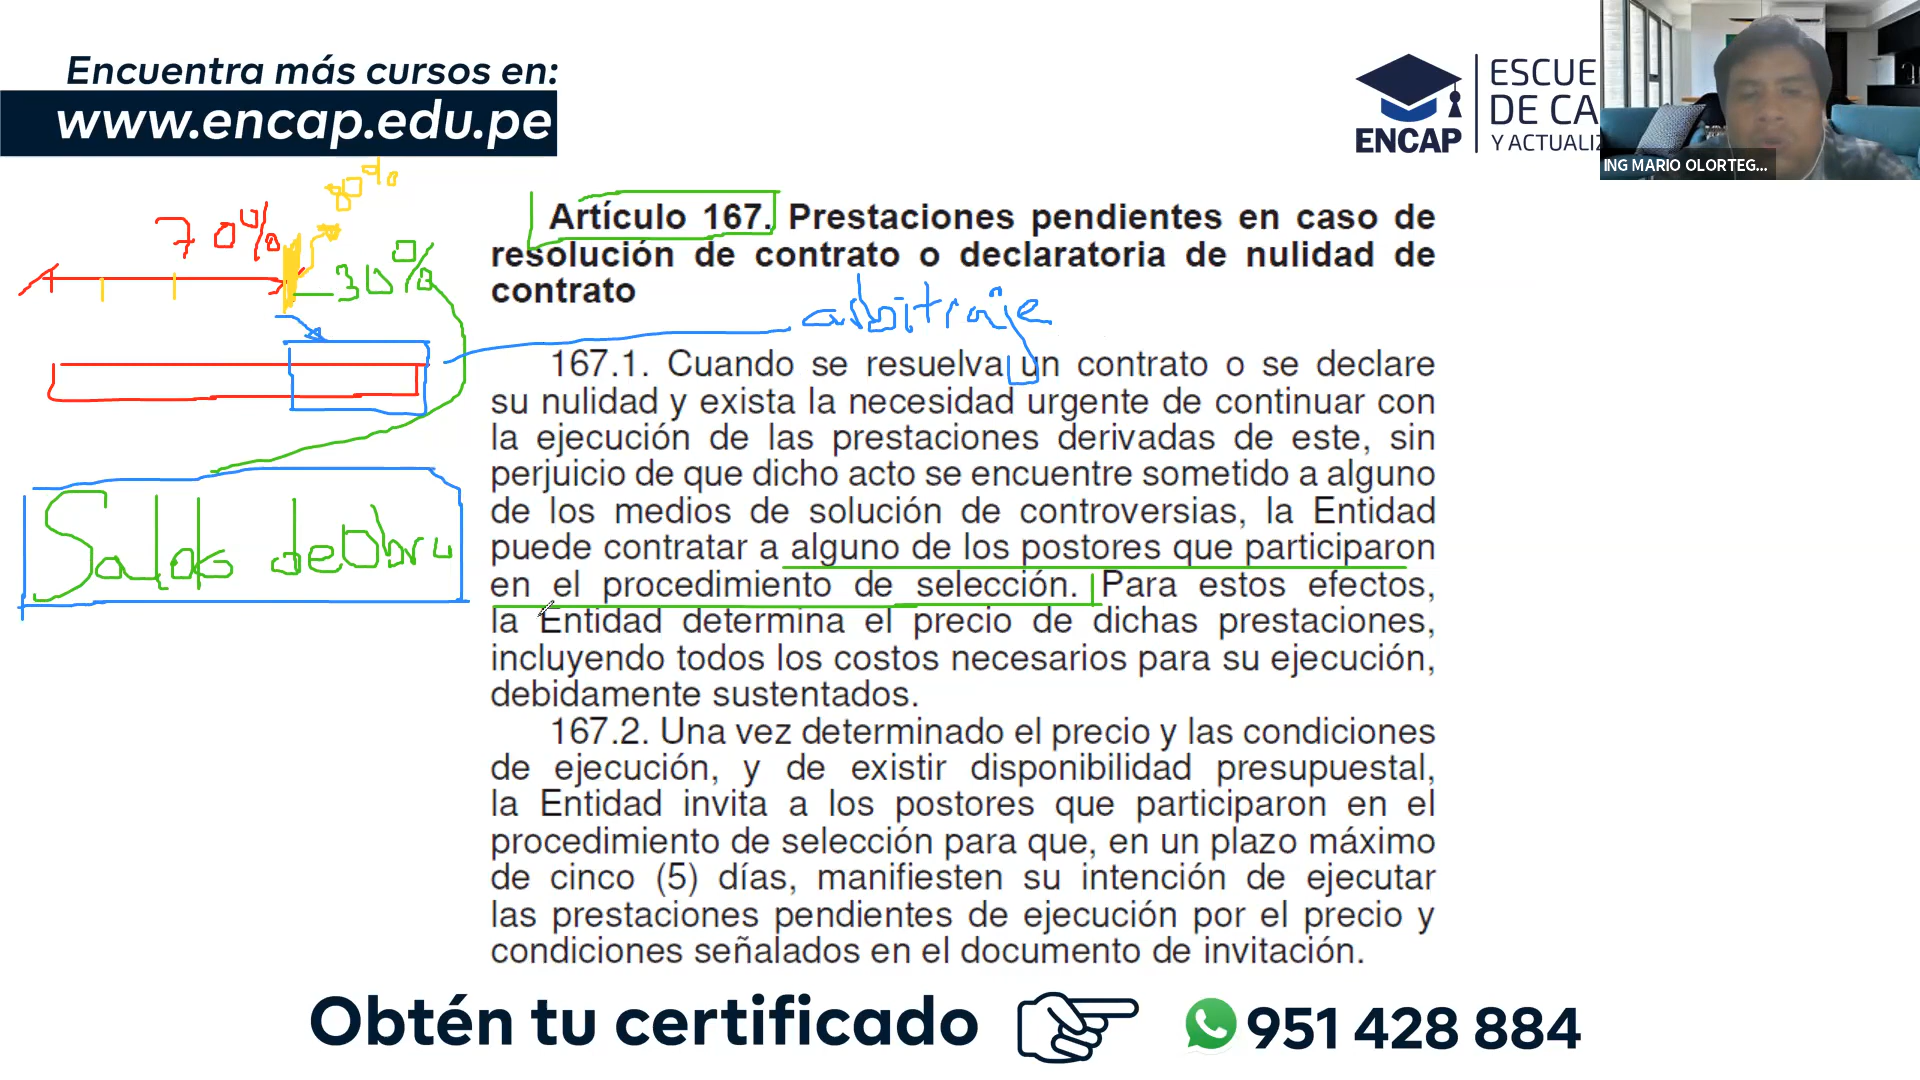 Encuentra más cursos en:
www.encap.edu.pe
ENCAP
ESCUE
DE CA
Y ACTUALIZ
ING MARIO OLORTEG...
70%
30%
arbitraje
Saldo de Obra
Artículo 167. Prestaciones pendientes en caso de
resolución de contrato o declaratoria de nulidad de
contrato
167.1. Cuando se resuelva un contrato o se declare
su nulidad y exista la necesidad urgente de continuar con
la ejecución de las prestaciones derivadas de este, sin
perjuicio de que dicho acto se encuentre sometido a alguno
de los medios de solución de controversias, la Entidad
puede contratar a alguno de los postores que participaron
en el procedimiento de selección. Para estos efectos,
la Entidad determina el precio de dichas prestaciones,
incluyendo todos los costos necesarios para su ejecución,
debidamente sustentados.
167.2. Una vez determinado el precio y las condiciones
de ejecución, y de existir disponibilidad presupuestal,
la Entidad invita a los postores que participaron en el
procedimiento de selección para que, en un plazo máximo
de cinco (5) días, manifiesten su intención de ejecutar
las prestaciones pendientes de ejecución por el precio y
condiciones señalados en el documento de invitación.
Obtén tu certificado
951 428 884